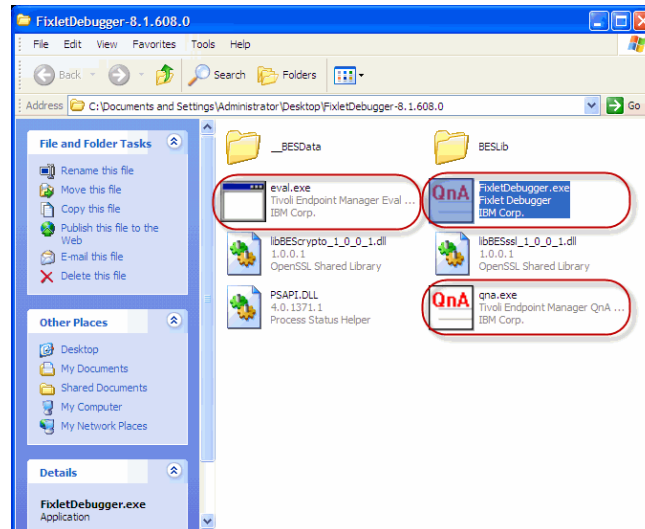 FixletDebugger-8.1.608.0
File Edit View Favorites Tools Help
Back Search Folders
Address C:\Documents and Settings\Administrator\Desktop\FixletDebugger-8.1.608.0 Go
File and Folder Tasks
Rename this file
Move this file
Copy this file
Publish this file to the
Web
E-mail this file
Delete this file
Other Places
Desktop
My Documents
Shared Documents
My Computer
My Network Places
Details
FixletDebugger.exe
Application
__BESData
BESLib
eval.exe
Tivoli Endpoint Manager Eval ...
IBM Corp.
QnA
FixletDebugger.exe
Fixlet Debugger
IBM Corp.
libBEScrypto_1_0_0_1.dll
1.0.0.1
OpenSSL Shared Library
libBESssl_1_0_0_1.dll
1.0.0.1
OpenSSL Shared Library
PSAPI.DLL
4.0.1371.1
Process Status Helper
QnA
qna.exe
Tivoli Endpoint Manager QnA ...
IBM Corp.